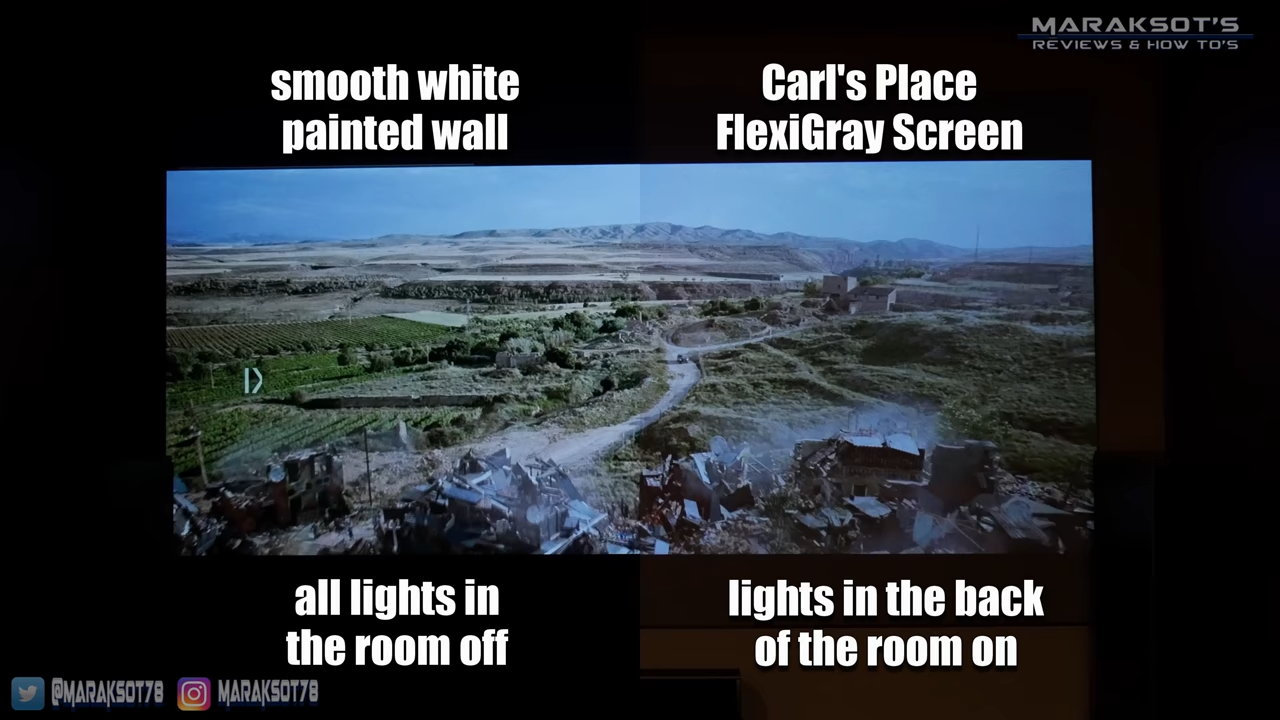 MARAKSOT'S
REVIEWS & HOW TO'S
smooth white
painted wall
Carl's Place
FlexiGray Screen
all lights in
the room off
lights in the back
of the room on
@MARAKSOT78
MARAKSOT78